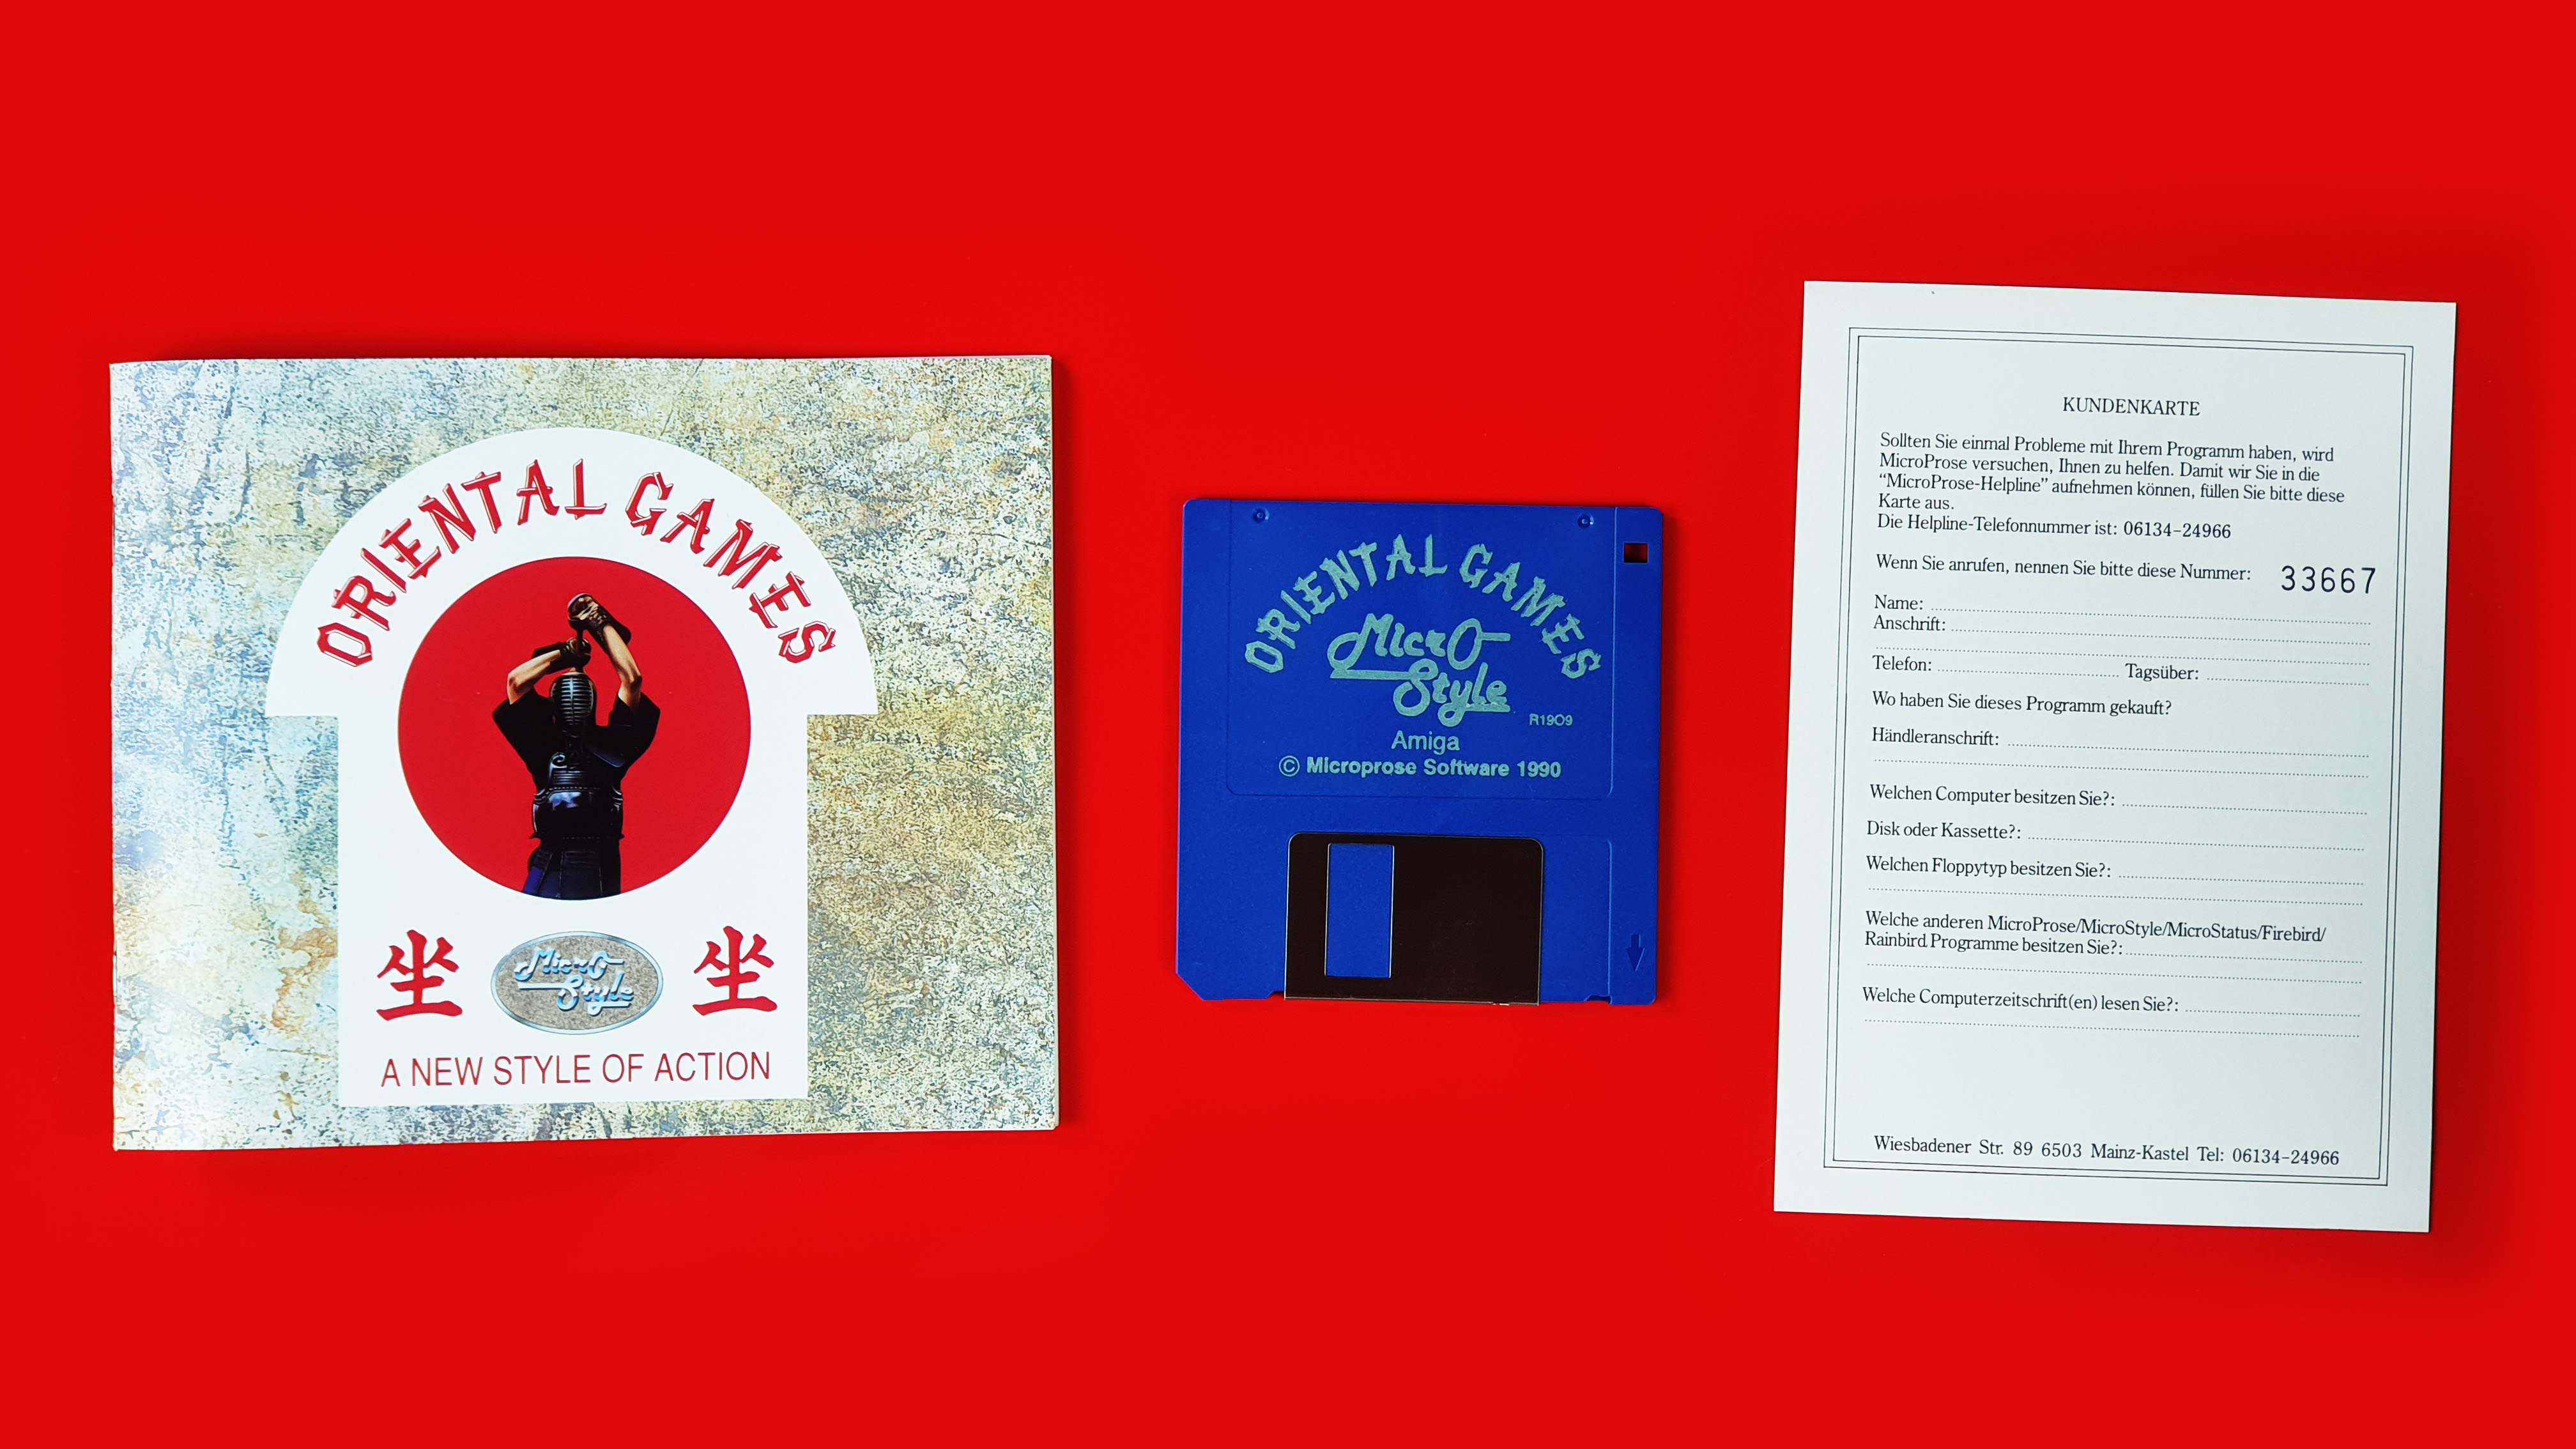 ORIENTAL GAMES
坐 MicrO Style 坐
A NEW STYLE OF ACTION
ORIENTAL GAMES
MicrO
Style
R1909
Amiga
© Microprose Software 1990
KUNDENKARTE
Sollten Sie einmal Probleme mit Ihrem Programm haben, wird
MicroProse versuchen, Ihnen zu helfen. Damit wir Sie in die
“MicroProse-Helpline” aufnehmen können, füllen Sie bitte diese
Karte aus.
Die Helpline-Telefonnummer ist: 06134-24966
Wenn Sie anrufen, nennen Sie bitte diese Nummer: 33667
Name:
Anschrift:
Telefon: Tagsüber:
Wo haben Sie dieses Programm gekauft?
Händleranschrift:
Welchen Computer besitzen Sie?:
Disk oder Kassette?:
Welchen Floppytyp besitzen Sie?:
Welche anderen MicroProse/MicroStyle/MicroStatus/Firebird/
Rainbird Programme besitzen Sie?:
Welche Computerzeitschrift(en) lesen Sie?:
Wiesbadener Str. 89 6503 Mainz-Kastel Tel: 06134-24966